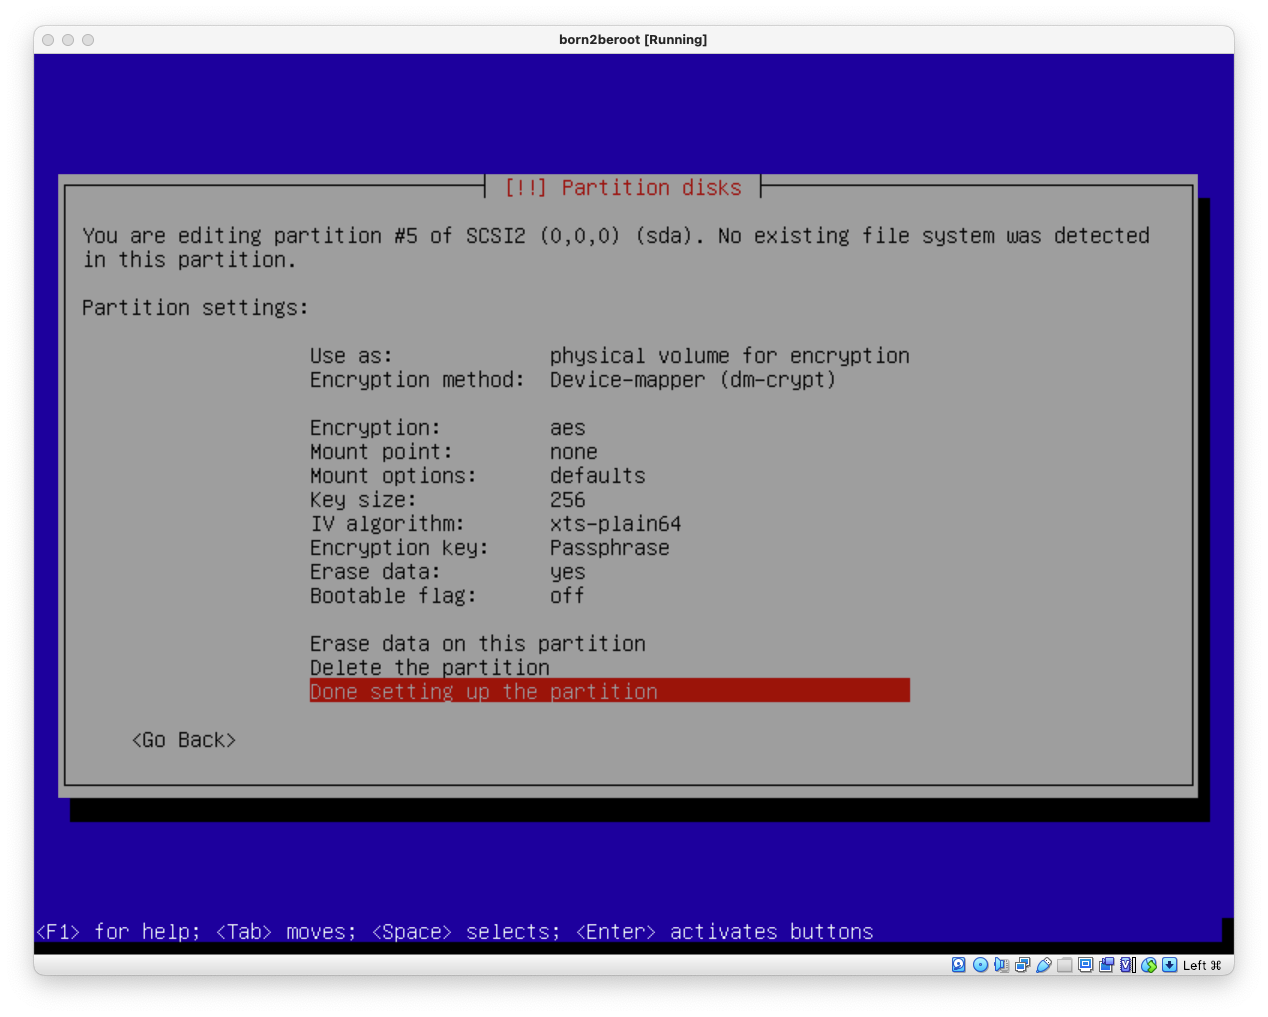 born2beroot [Running]
[!!] Partition disks
You are editing partition #5 of SCSI2 (0,0,0) (sda). No existing file system was detected
in this partition.
Partition settings:
Use as: physical volume for encryption
Encryption method: Device-mapper (dm-crypt)
Encryption: aes
Mount point: none
Mount options: defaults
Key size: 256
IV algorithm: xts-plain64
Encryption key: Passphrase
Erase data: yes
Bootable flag: off
Erase data on this partition
Delete the partition
Done setting up the partition
<Go Back>
<F1> for help; <Tab> moves; <Space> selects; <Enter> activates buttons
Left ⌘